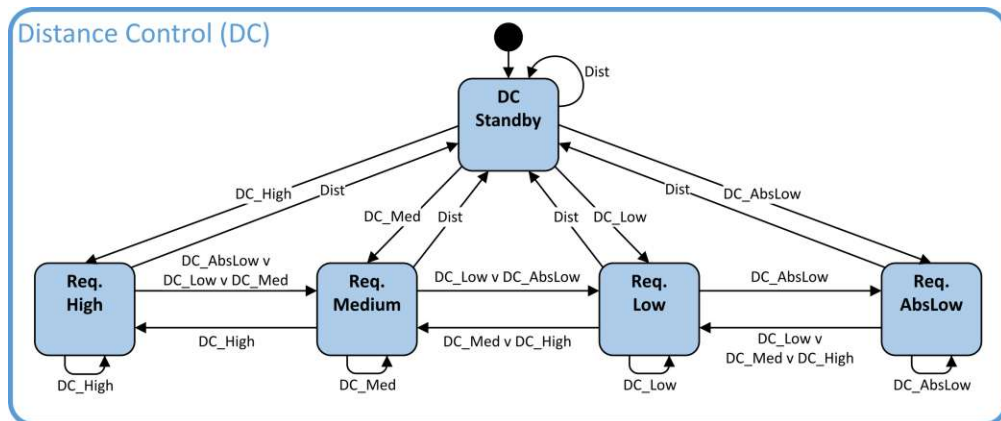 Distance Control (DC)
Dist
DC
Standby
DC_High
Dist
DC_Med
Dist
Dist
DC_Low
Dist
DC_AbsLow
Req.
High
DC_AbsLow v
DC_Low v DC_Med
Req.
Medium
DC_Low v DC_AbsLow
Req.
Low
DC_AbsLow
Req.
AbsLow
DC_High
DC_Med v DC_High
DC_Low v
DC_Med v DC_High
DC_High
DC_Med
DC_Low
DC_AbsLow